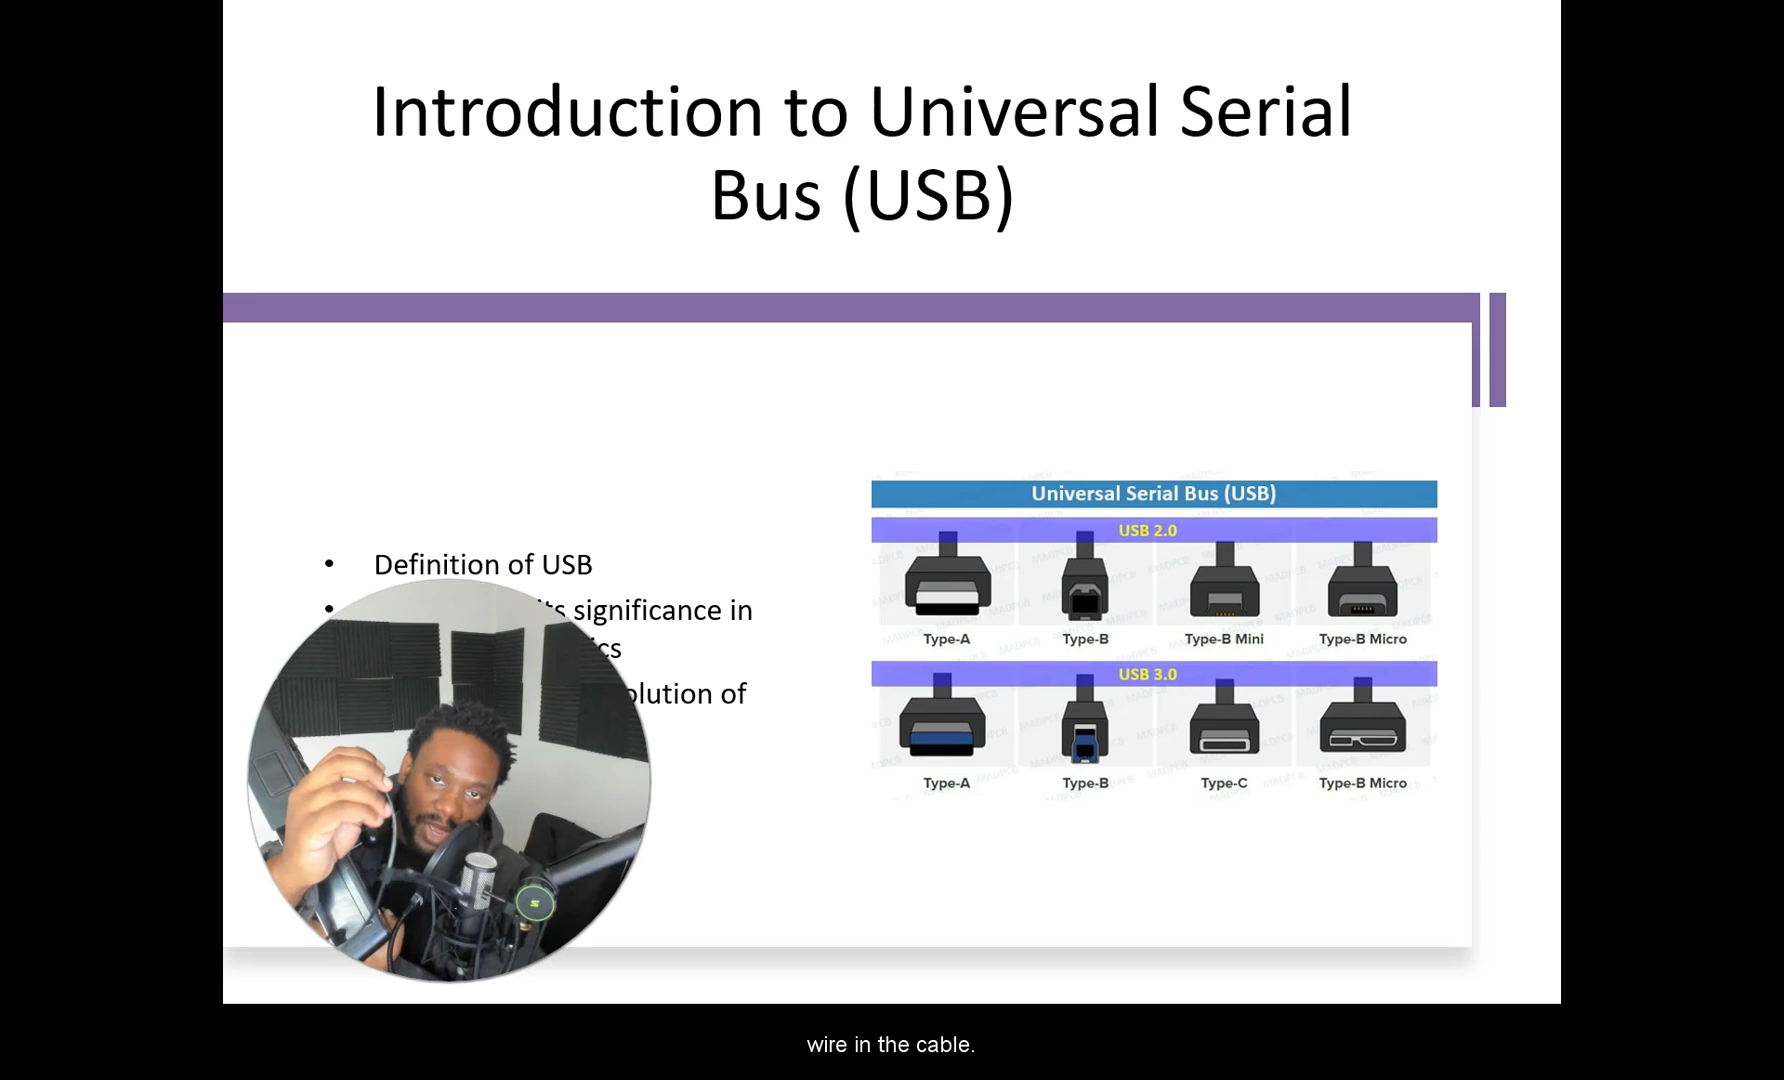 Introduction to Universal Serial
Bus (USB)
• Definition of USB
• significance in
olution of
Universal Serial Bus (USB)
USB 2.0
Type-A Type-B Type-B Mini Type-B Micro
USB 3.0
Type-A Type-B Type-C Type-B Micro
wire in the cable.